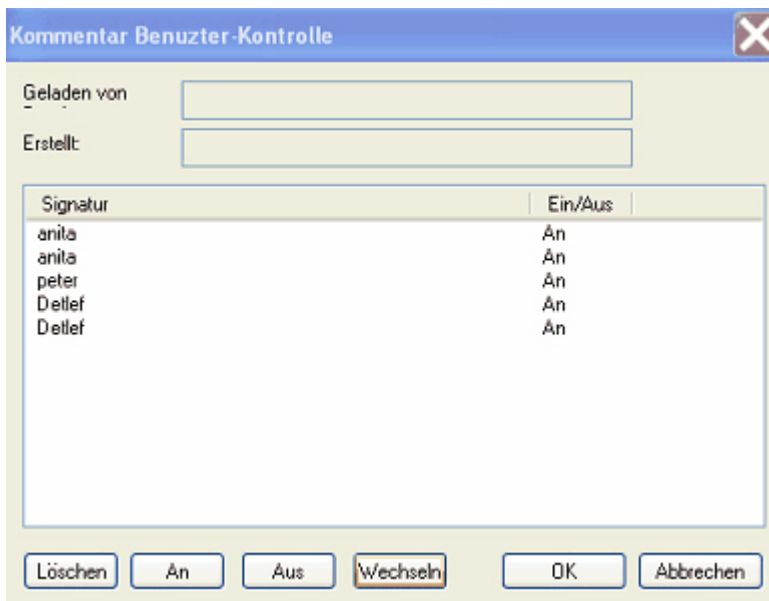 Kommentar Benuzter-Kontrolle
Geladen von
Erstellt:
Signatur Ein/Aus
anita An
anita An
peter An
Detlef An
Detlef An
Löschen An Aus Wechseln OK Abbrechen